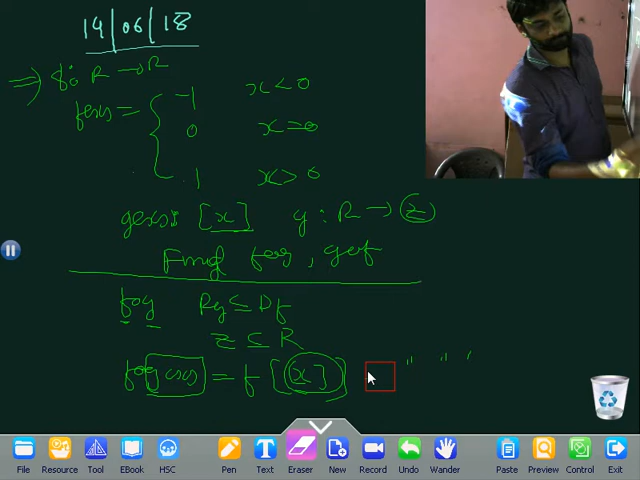 14/06/18
⇒ f: R → R
f(x) = { -1 x < 0
0 x = 0
1 x > 0
g(x): [x] g : R → Z
Find fog, gof
fog Rg ⊆ Df
Z ⊆ R
fog(x) = f [[x]] " " "
File Resource Tool EBook HSC Pen Text Eraser New Record Undo Wander Paste Preview Control Exit